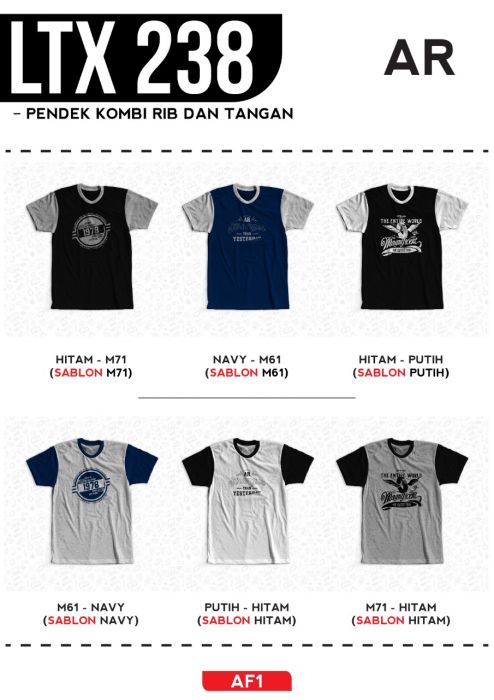 LTX 238
AR
- PENDEK KOMBI RIB DAN TANGAN
1978
AR
THAN
YESTERDAY
THE ENTIRE WORLD
HITAM - M71
(SABLON M71)
NAVY - M61
(SABLON M61)
HITAM - PUTIH
(SABLON PUTIH)
1978
AR
THAN
YESTERDAY
THE ENTIRE WORLD
M61 - NAVY
(SABLON NAVY)
PUTIH - HITAM
(SABLON HITAM)
M71 - HITAM
(SABLON HITAM)
AF1